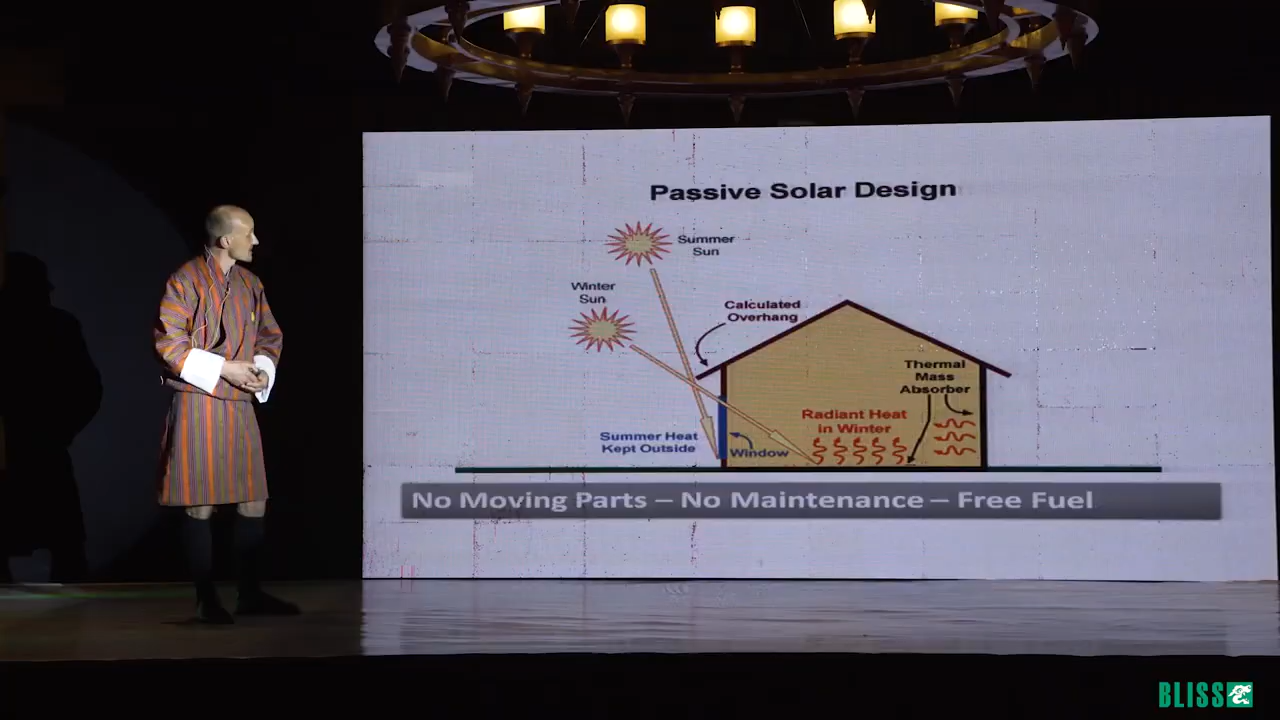 Passive Solar Design
Summer
Sun
Winter
Sun
Calculated
Overhang
Thermal
Mass
Absorber
Radiant Heat
in Winter
Summer Heat
Kept Outside
Window
No Moving Parts – No Maintenance – Free Fuel
BLISS